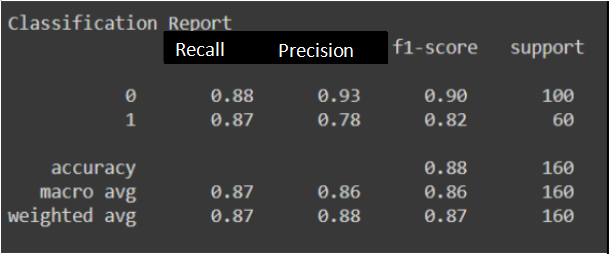 Classification Report
Recall Precision f1-score support
0 0.88 0.93 0.90 100
1 0.87 0.78 0.82 60
accuracy 0.88 160
macro avg 0.87 0.86 0.86 160
weighted avg 0.87 0.88 0.87 160